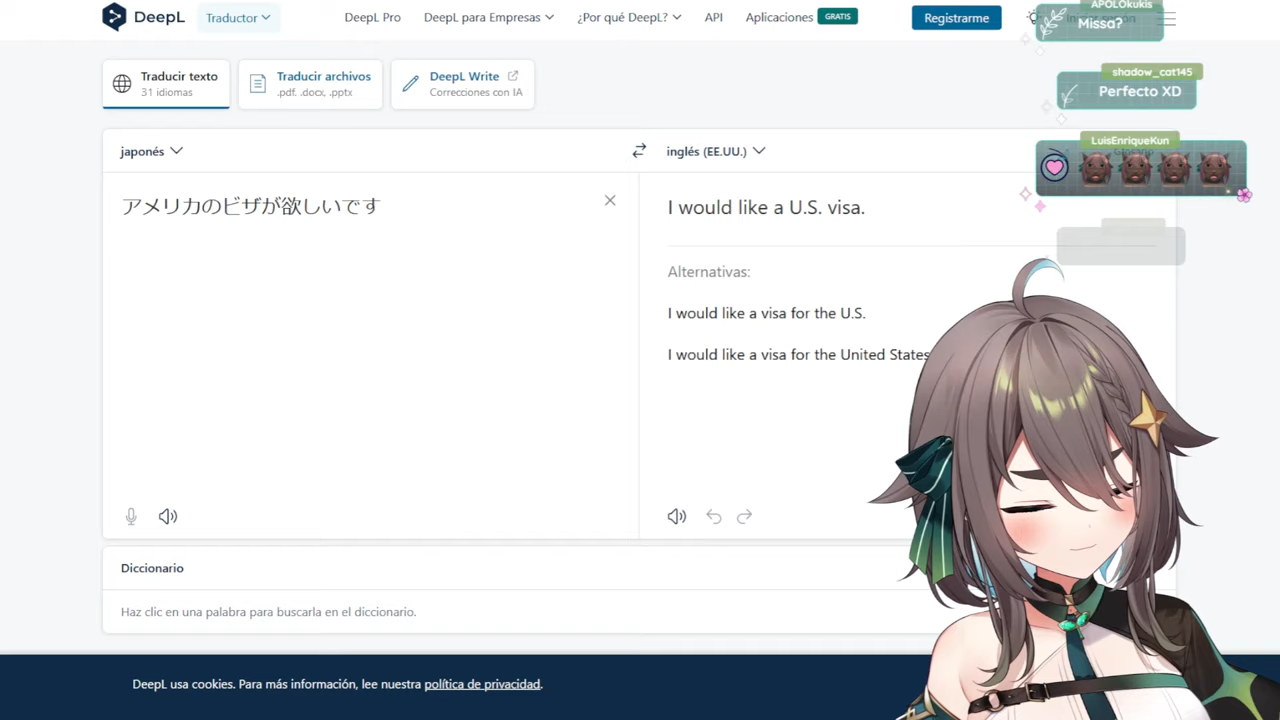 DeepL
Traductor
DeepL Pro
DeepL para Empresas
¿Por qué DeepL?
API
Aplicaciones
GRATIS
Registrarme
APOLOkukis
Missa?
Traducir texto
31 idiomas
Traducir archivos
.pdf, .docx, .pptx
DeepL Write
Correcciones con IA
shadow_cat145
Perfecto XD
japonés
inglés (EE.UU.)
LuisEnriqueKun
アメリカのビザが欲しいです
I would like a U.S. visa.
Alternativas:
I would like a visa for the U.S.
I would like a visa for the United States
Diccionario
Haz clic en una palabra para buscarla en el diccionario.
DeepL usa cookies. Para más información, lee nuestra política de privacidad.